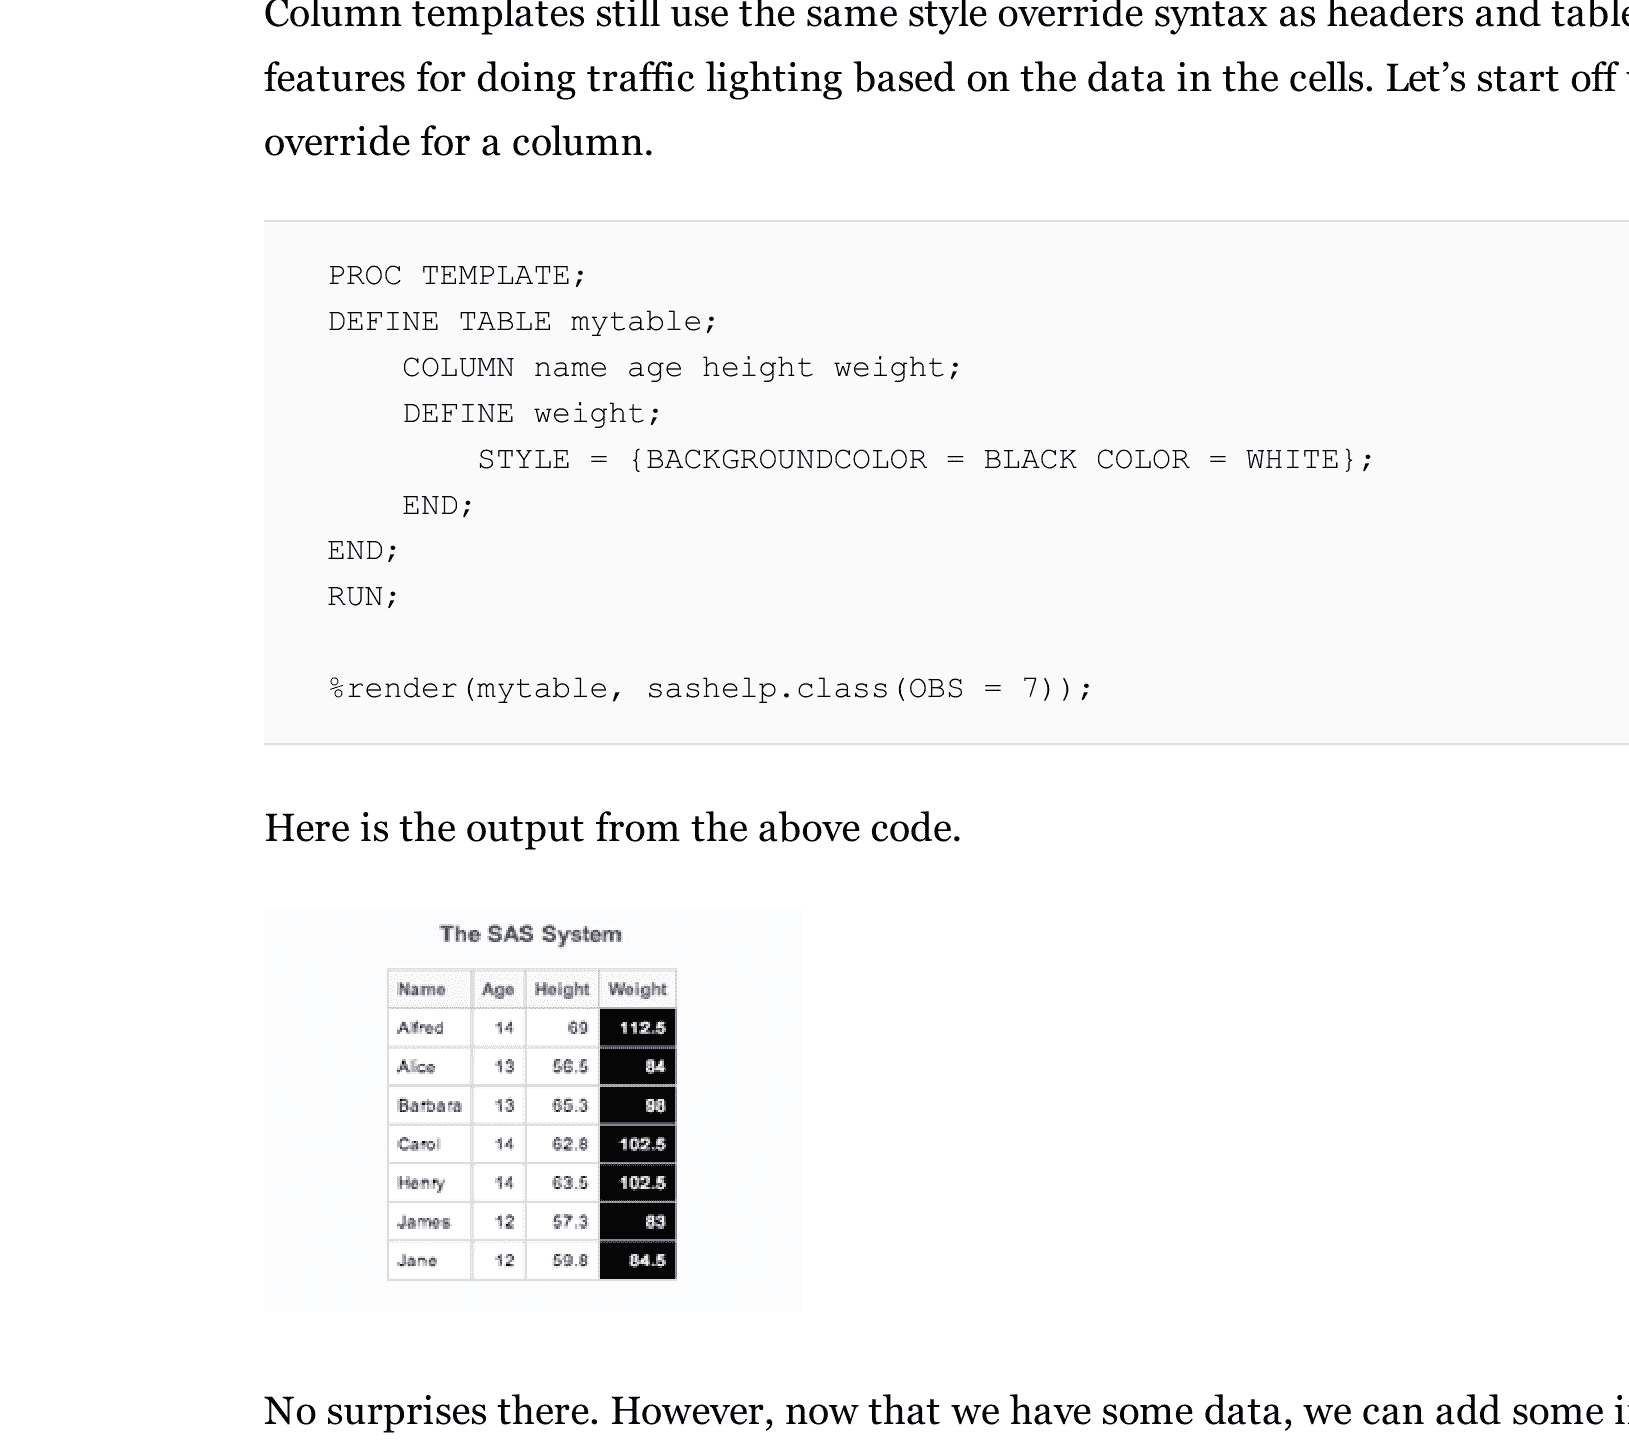 Column templates still use the same style override syntax as headers and table
features for doing traffic lighting based on the data in the cells. Let’s start off
override for a column.
PROC TEMPLATE;
DEFINE TABLE mytable;
COLUMN name age height weight;
DEFINE weight;
STYLE = {BACKGROUNDCOLOR = BLACK COLOR = WHITE};
END;
END;
RUN;
%render(mytable, sashelp.class(OBS = 7));
Here is the output from the above code.
The SAS System
Name Age Height Weight
Alfred 14 69 112.5
Alice 13 56.5 84
Barbara 13 65.3 98
Carol 14 62.8 102.5
Henry 14 63.5 102.5
James 12 57.3 83
Jane 12 59.8 84.5
No surprises there. However, now that we have some data, we can add some